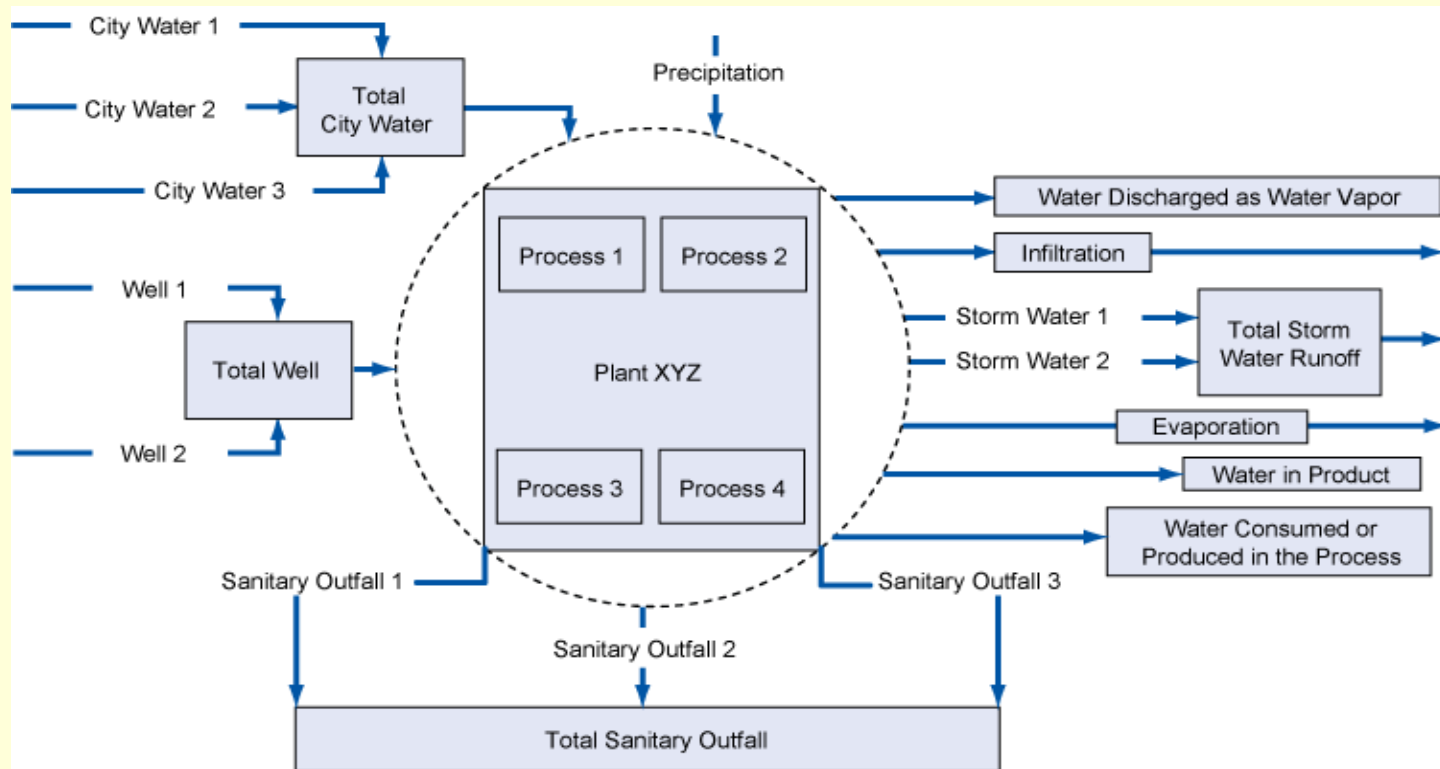 City Water 1
City Water 2
City Water 3
Total
City Water
Precipitation
Well 1
Well 2
Total Well
Process 1
Process 2
Plant XYZ
Process 3
Process 4
Water Discharged as Water Vapor
Infiltration
Storm Water 1
Storm Water 2
Total Storm
Water Runoff
Evaporation
Water in Product
Water Consumed or
Produced in the Process
Sanitary Outfall 1
Sanitary Outfall 2
Sanitary Outfall 3
Total Sanitary Outfall